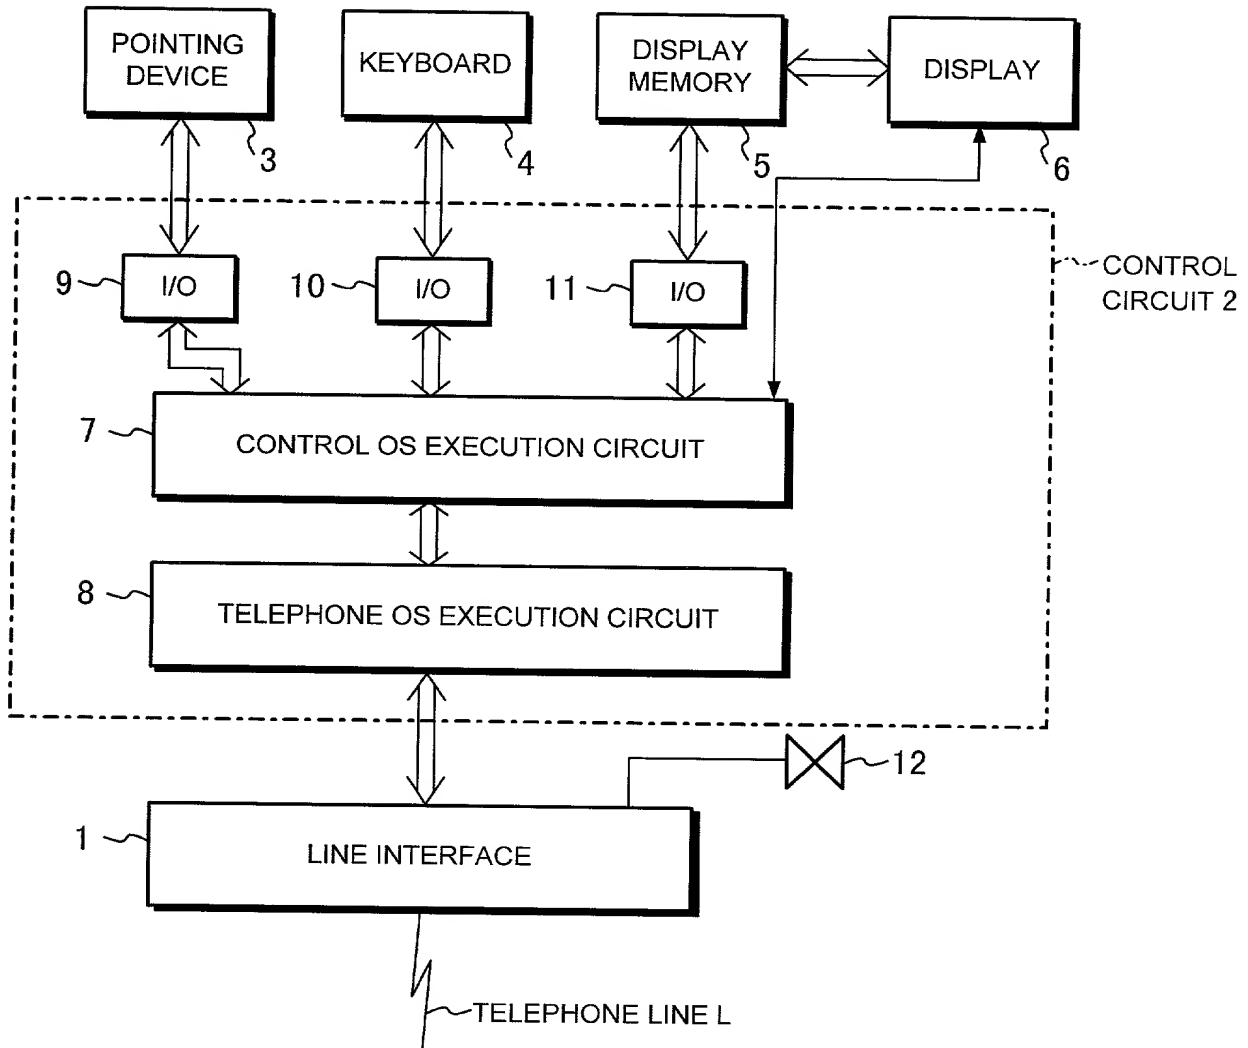 POINTING
DEVICE
KEYBOARD
DISPLAY
MEMORY
DISPLAY
3
4
5
6
9
I/O
10
I/O
11
I/O
CONTROL
CIRCUIT 2
7
CONTROL OS EXECUTION CIRCUIT
8
TELEPHONE OS EXECUTION CIRCUIT
12
1
LINE INTERFACE
TELEPHONE LINE L